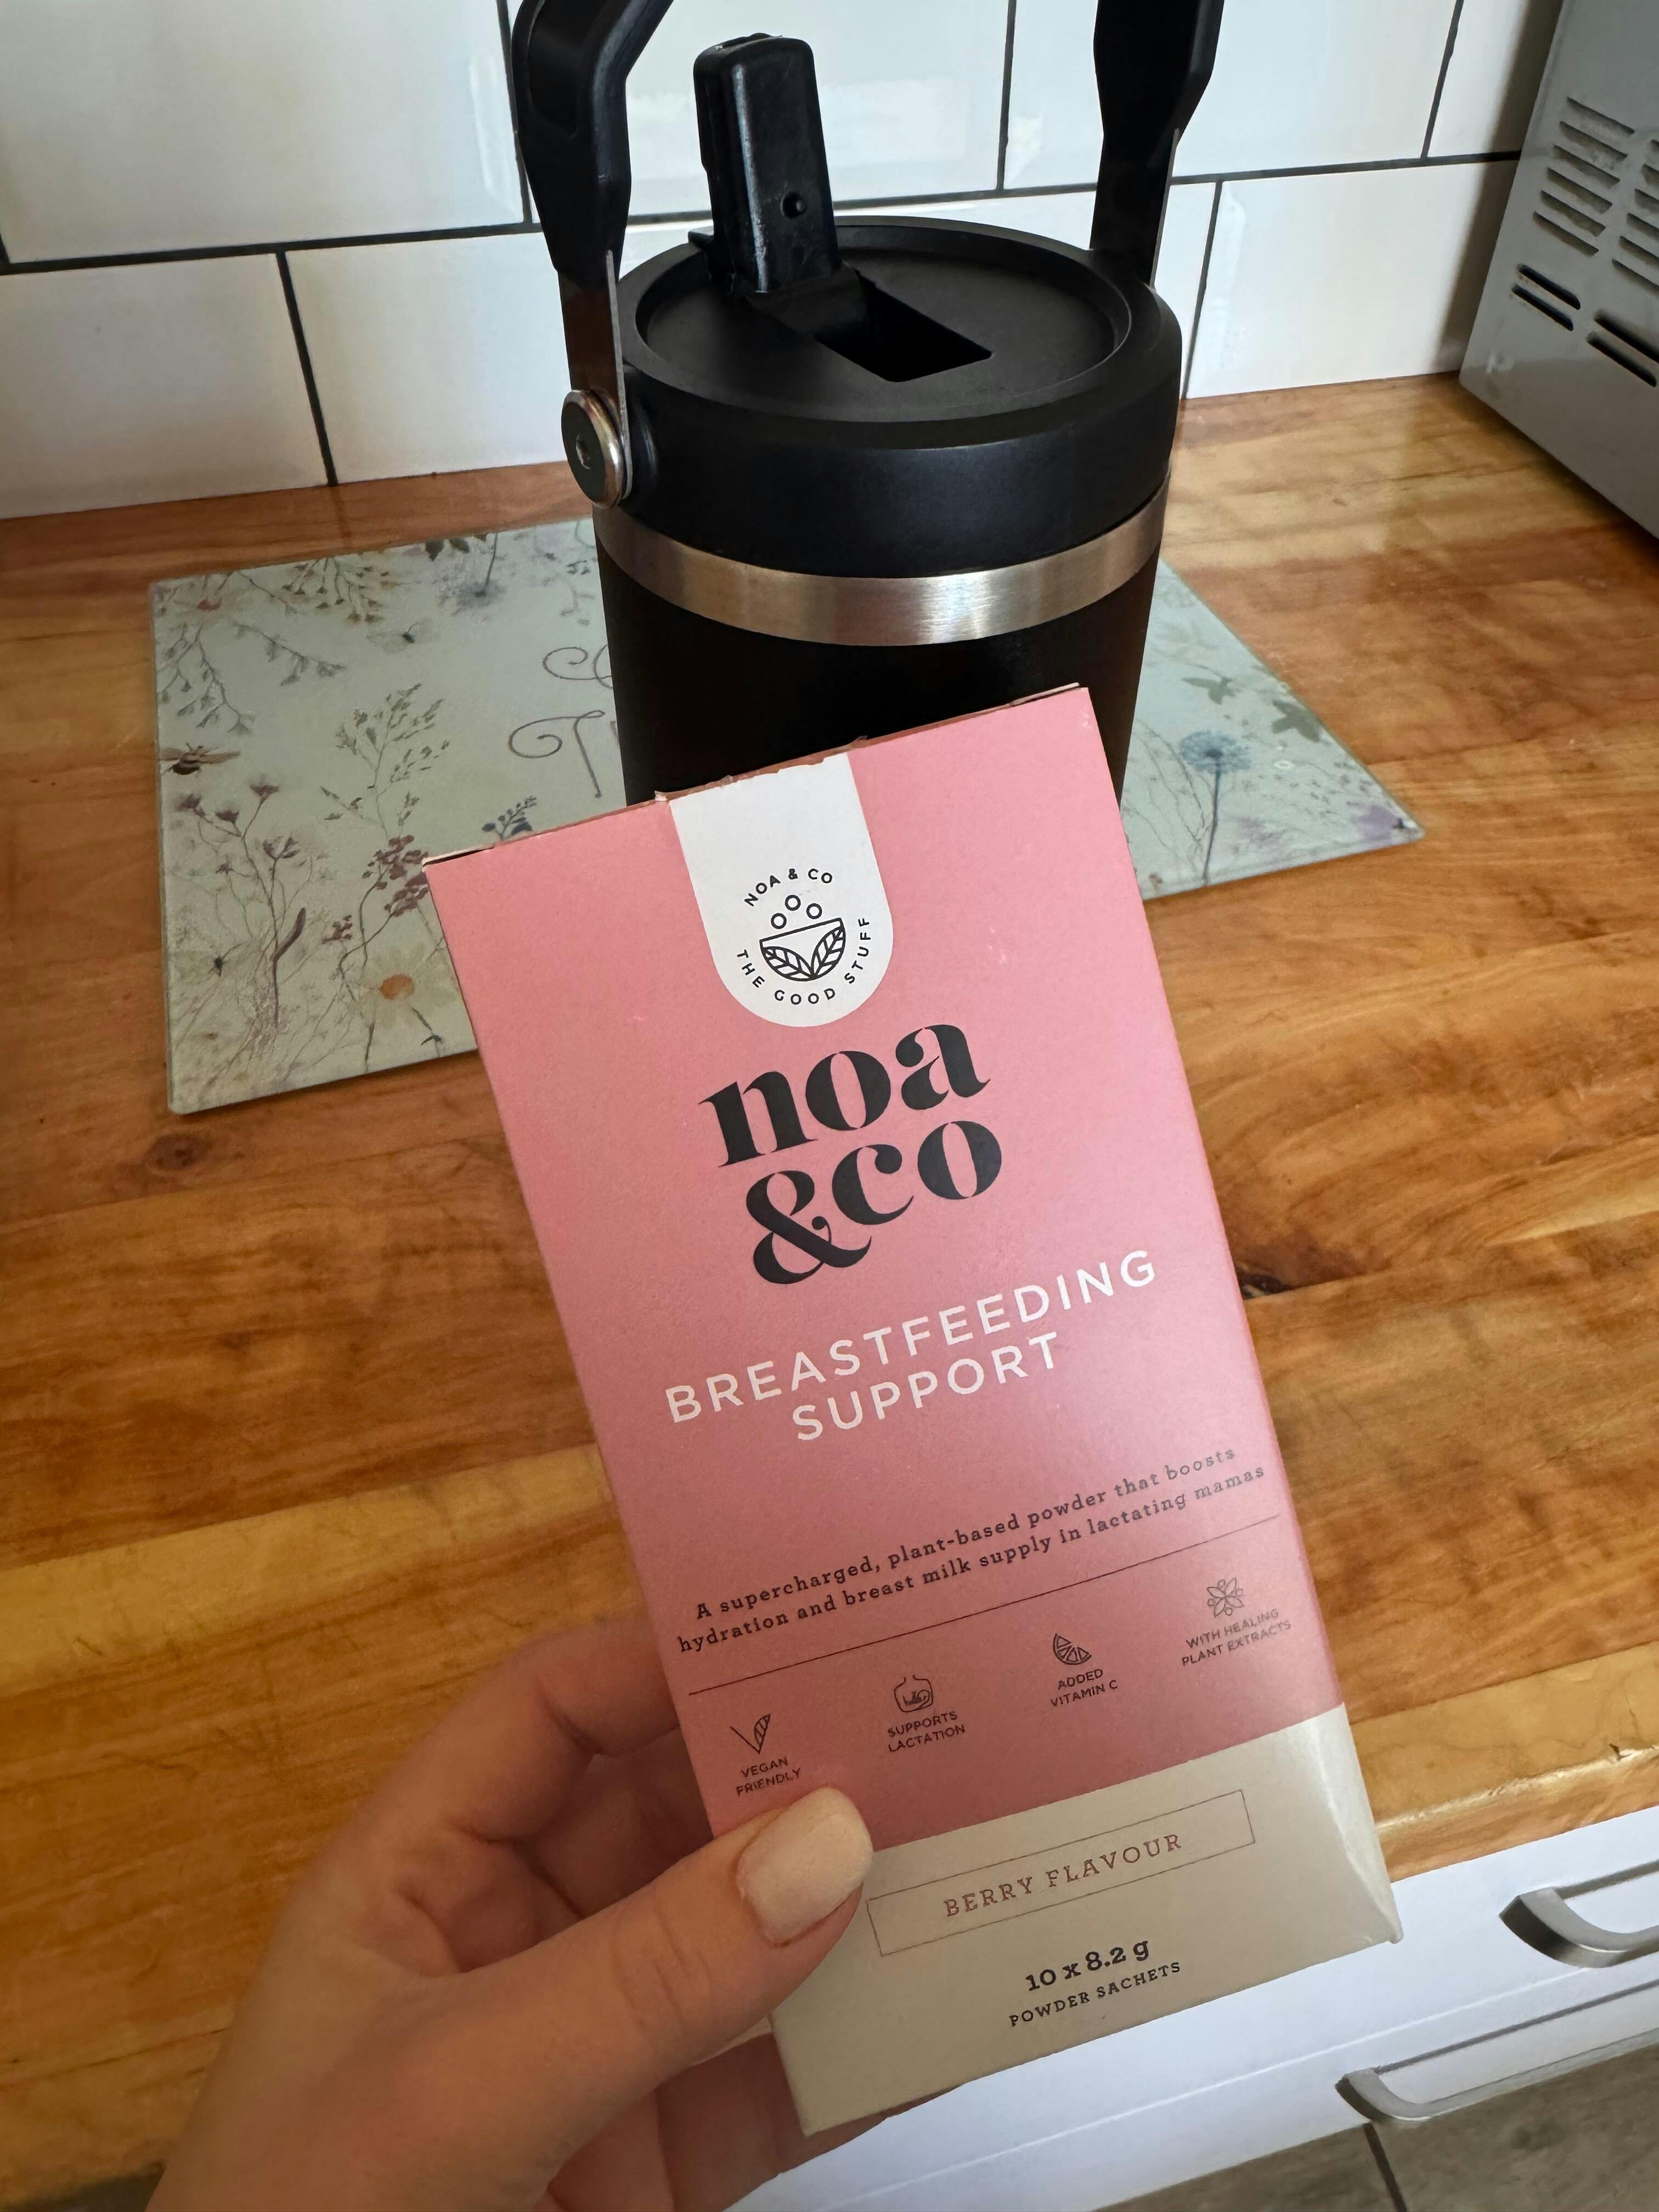 NOA & CO
THE GOOD STUFF
noa
&co
BREASTFEEDING
SUPPORT
A supercharged, plant-based powder that boosts
hydration and breast milk supply in lactating mamas
VEGAN
FRIENDLY
SUPPORTS
LACTATION
ADDED
VITAMIN C
WITH HEALING
PLANT EXTRACTS
BERRY FLAVOUR
10 x 8.2 g
POWDER SACHETS